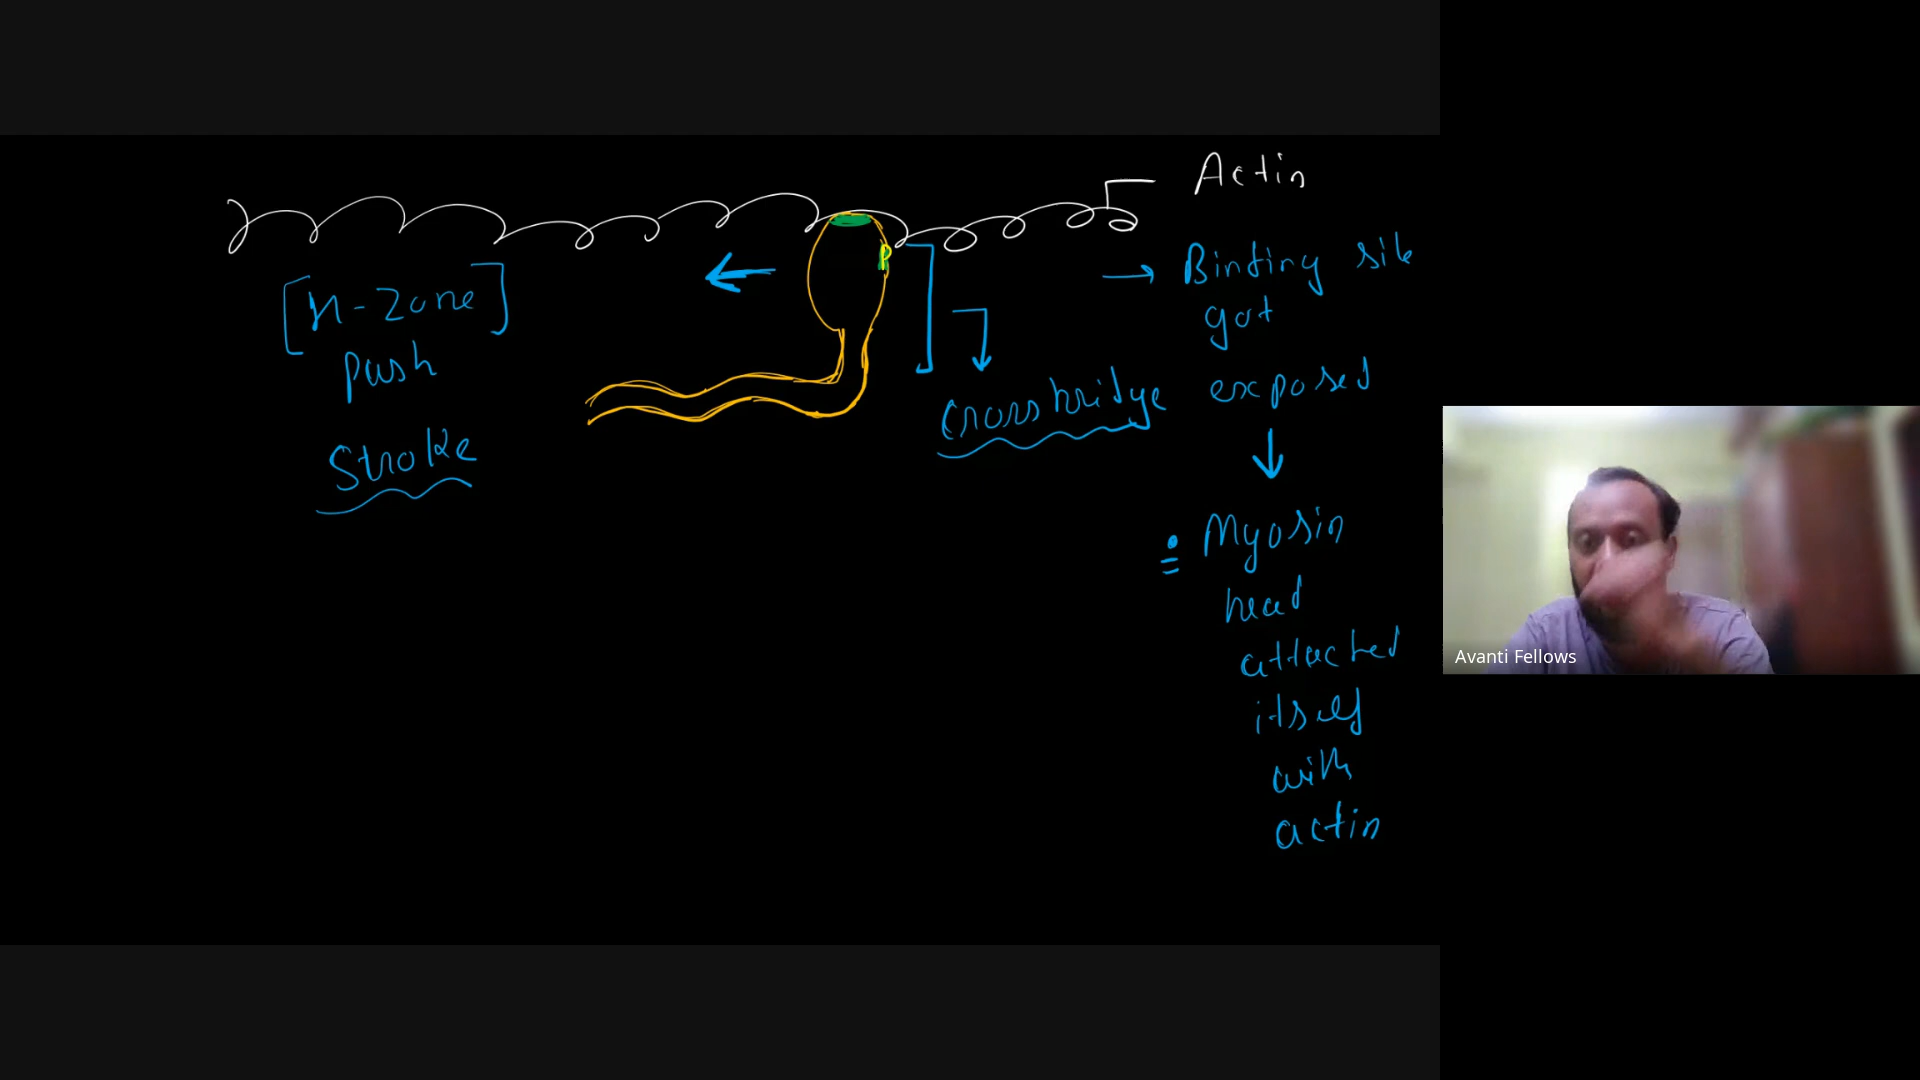 Actin
→ Binding site
got
exposed
↓
Myosin
head
attached
itself
with
actin
[H-Zone]
push
Stroke
P
crossbridge
Avanti Fellows